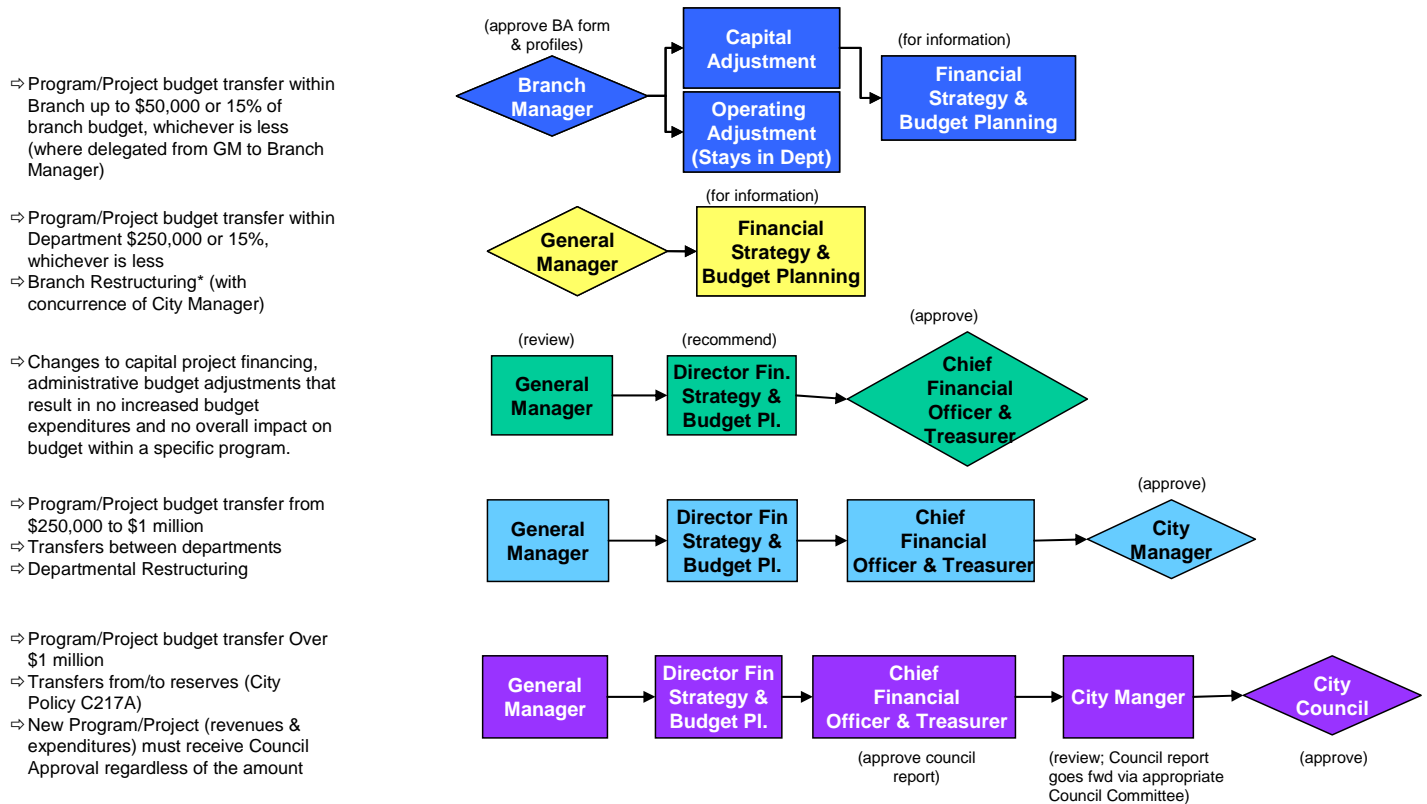 ⇨ Program/Project budget transfer within
Branch up to $50,000 or 15% of
branch budget, whichever is less
(where delegated from GM to Branch
Manager)
(approve BA form
& profiles)
Branch
Manager
Capital
Adjustment
Operating
Adjustment
(Stays in Dept)
(for information)
Financial
Strategy &
Budget Planning
⇨ Program/Project budget transfer within
Department $250,000 or 15%,
whichever is less
⇨ Branch Restructuring* (with
concurrence of City Manager)
General
Manager
(for information)
Financial
Strategy &
Budget Planning
⇨ Changes to capital project financing,
administrative budget adjustments that
result in no increased budget
expenditures and no overall impact on
budget within a specific program.
(review)
General
Manager
(recommend)
Director Fin.
Strategy &
Budget Pl.
(approve)
Chief
Financial
Officer &
Treasurer
⇨ Program/Project budget transfer from
$250,000 to $1 million
⇨ Transfers between departments
⇨ Departmental Restructuring
General
Manager
Director Fin
Strategy &
Budget Pl.
Chief
Financial
Officer & Treasurer
(approve)
City
Manager
⇨ Program/Project budget transfer Over
$1 million
⇨ Transfers from/to reserves (City
Policy C217A)
⇨ New Program/Project (revenues &
expenditures) must receive Council
Approval regardless of the amount
General
Manager
Director Fin
Strategy &
Budget Pl.
Chief
Financial
Officer & Treasurer
(approve council
report)
City Manger
(review; Council report
goes fwd via appropriate
Council Committee)
City
Council
(approve)